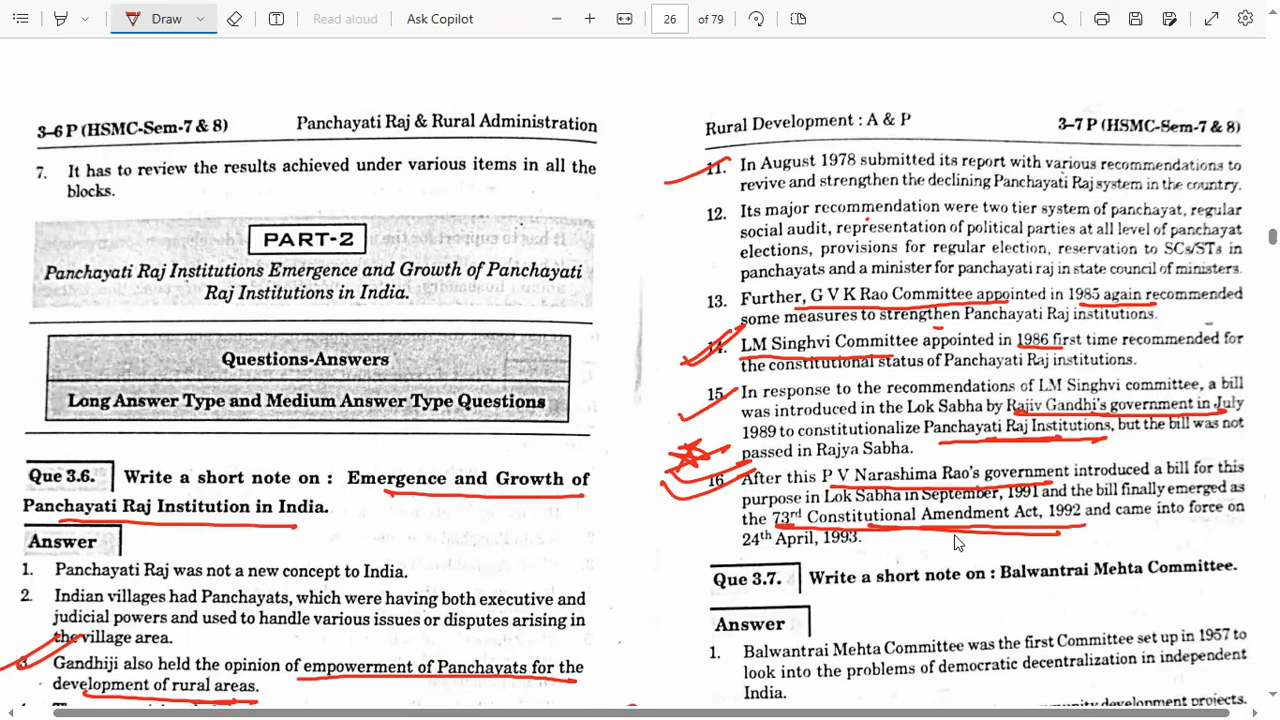 Draw
Read aloud
Ask Copilot
26
of 79
3–6 P (HSMC-Sem-7 & 8)
Panchayati Raj & Rural Administration
7. It has to review the results achieved under various items in all the
blocks.
PART-2
Panchayati Raj Institutions Emergence and Growth of Panchayati
Raj Institutions in India.
Questions-Answers
Long Answer Type and Medium Answer Type Questions
Que 3.6. Write a short note on : Emergence and Growth of
Panchayati Raj Institution in India.
Answer
1. Panchayati Raj was not a new concept to India.
2. Indian villages had Panchayats, which were having both executive and
judicial powers and used to handle various issues or disputes arising in
the village area.
3. Gandhiji also held the opinion of empowerment of Panchayats for the
development of rural areas.
Rural Development : A & P
3–7 P (HSMC-Sem-7 & 8)
11. In August 1978 submitted its report with various recommendations to
revive and strengthen the declining Panchayati Raj system in the country.
12. Its major recommendation were two tier system of panchayat, regular
social audit, representation of political parties at all level of panchayat
elections, provisions for regular election, reservation to SCs/STs in
panchayats and a minister for panchayati raj in state council of ministers.
13. Further, G V K Rao Committee appointed in 1985 again recommended
some measures to strengthen Panchayati Raj institutions.
14. LM Singhvi Committee appointed in 1986 first time recommended for
the constitutional status of Panchayati Raj institutions.
15. In response to the recommendations of LM Singhvi committee, a bill
was introduced in the Lok Sabha by Rajiv Gandhi's government in July
1989 to constitutionalize Panchayati Raj Institutions, but the bill was not
passed in Rajya Sabha.
16. After this P V Narashima Rao's government introduced a bill for this
purpose in Lok Sabha in September, 1991 and the bill finally emerged as
the 73rd Constitutional Amendment Act, 1992 and came into force on
24th April, 1993.
Que 3.7. Write a short note on : Balwantrai Mehta Committee.
Answer
1. Balwantrai Mehta Committee was the first Committee set up in 1957 to
look into the problems of democratic decentralization in independent
India.
development projects.